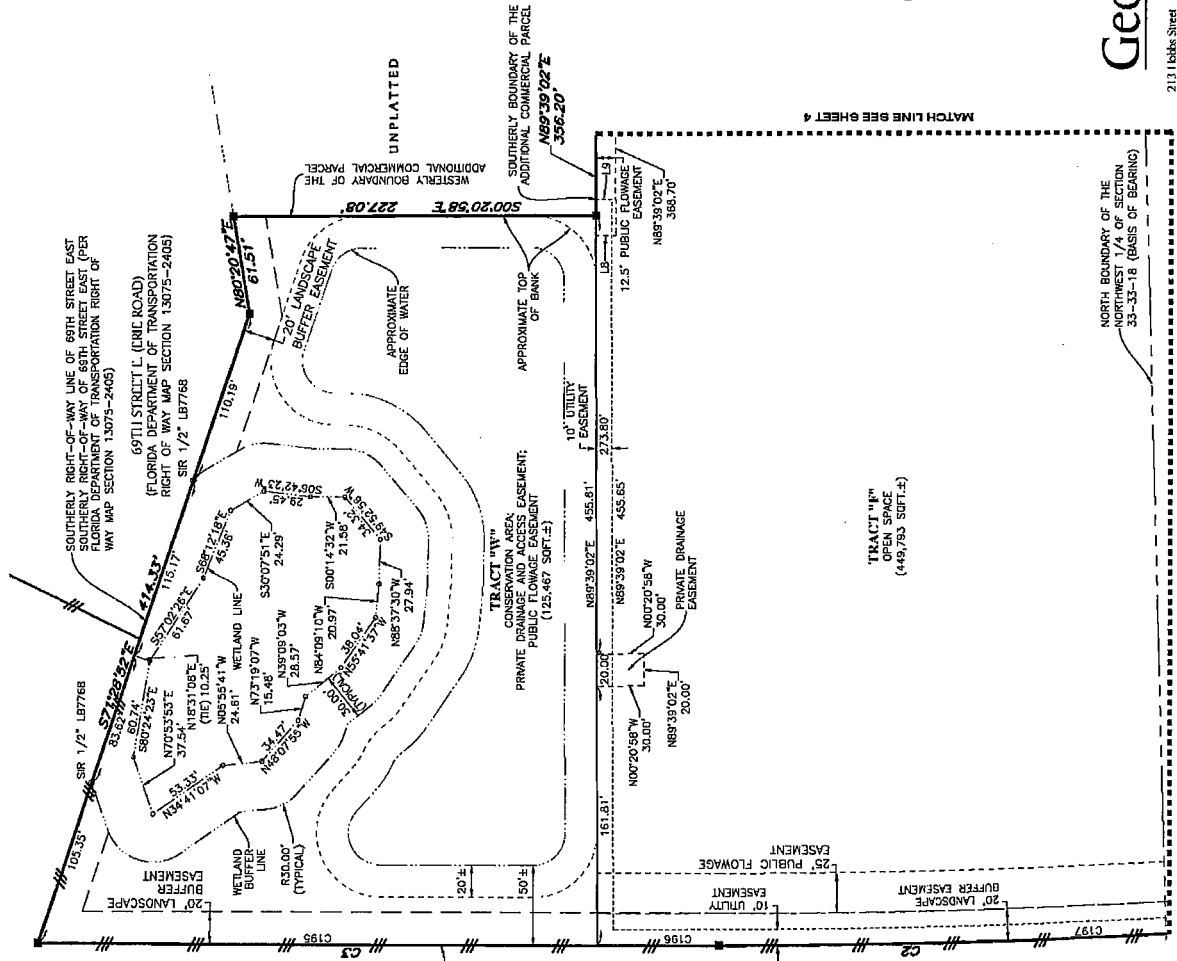 SOUTHERLY RIGHT-OF-WAY LINE OF 69TH STREET EAST
SOUTHERLY RIGHT-OF-WAY OF 69TH STREET EAST (PER
FLORIDA DEPARTMENT OF TRANSPORTATION RIGHT OF
WAY MAP SECTION 13075-2405)
69TH STREET E. (ERIE ROAD)
(FLORIDA DEPARTMENT OF TRANSPORTATION
RIGHT OF WAY MAP SECTION 13075-2405)
SIR 1/2" LB7768
N80°20'47"E
61.51'
UNPLATTED
WESTERLY BOUNDARY OF THE
ADDITIONAL COMMERCIAL PARCEL
S00°20'58"E 227.08'
SOUTHERLY BOUNDARY OF THE
ADDITIONAL COMMERCIAL PARCEL
N89°39'02"E
356.20'
S71°28'52"E 414.33'
SIR 1/2" LB7768
105.35'
83.62'
115.17'
110.19'
20' LANDSCAPE
BUFFER EASEMENT
APPROXIMATE
EDGE OF WATER
APPROXIMATE TOP
OF BANK
S57°02'26"E
61.67'
S68°12'18"E
45.36'
WETLAND LINE
S30°07'51"E
24.29'
S06°42'23"W
29.45'
S00°14'32"W
21.58'
S49°52'56"W
34.32'
N88°37'30"W
27.94'
N84°09'10"W
20.97'
N55°41'37"W
38.04'
30.00'
(TYPICAL)
N39°09'03"W
28.57'
N73°19'07"W
15.48'
N48°07'55"W
34.47'
N05°55'41"W
24.61'
N34°41'07"W
53.33'
N70°53'53"E
37.54'
S80°24'23"E
60.74'
N18°31'08"E
(TIE) 10.25'
WETLAND
BUFFER
LINE
R30.00'
(TYPICAL)
20' LANDSCAPE
BUFFER
EASEMENT
20'±
50'±
TRACT "W"
CONSERVATION AREA;
PRIVATE DRAINAGE AND ACCESS EASEMENT;
PUBLIC FLOWAGE EASEMENT
(125,467 SQFT.±)
10' UTILITY
EASEMENT
273.80'
N89°39'02"E 455.61'
N89°39'02"E 455.65'
161.81'
20.00'
L8
L9
12.5' PUBLIC FLOWAGE
EASEMENT
N89°39'02"E
368.70'
N00°20'58"W
30.00'
N89°39'02"E
20.00'
N00°20'58"W
30.00'
PRIVATE DRAINAGE
EASEMENT
TRACT "F"
OPEN SPACE
(449,793 SQFT.±)
25' PUBLIC FLOWAGE
EASEMENT
10' UTILITY
EASEMENT
20' LANDSCAPE
BUFFER EASEMENT
C195
C3
C196
C2
C197
NORTH BOUNDARY OF THE
NORTHWEST 1/4 OF SECTION
33-33-18 (BASIS OF BEARING)
MATCH LINE SEE SHEET 4
213 Hobbs Street